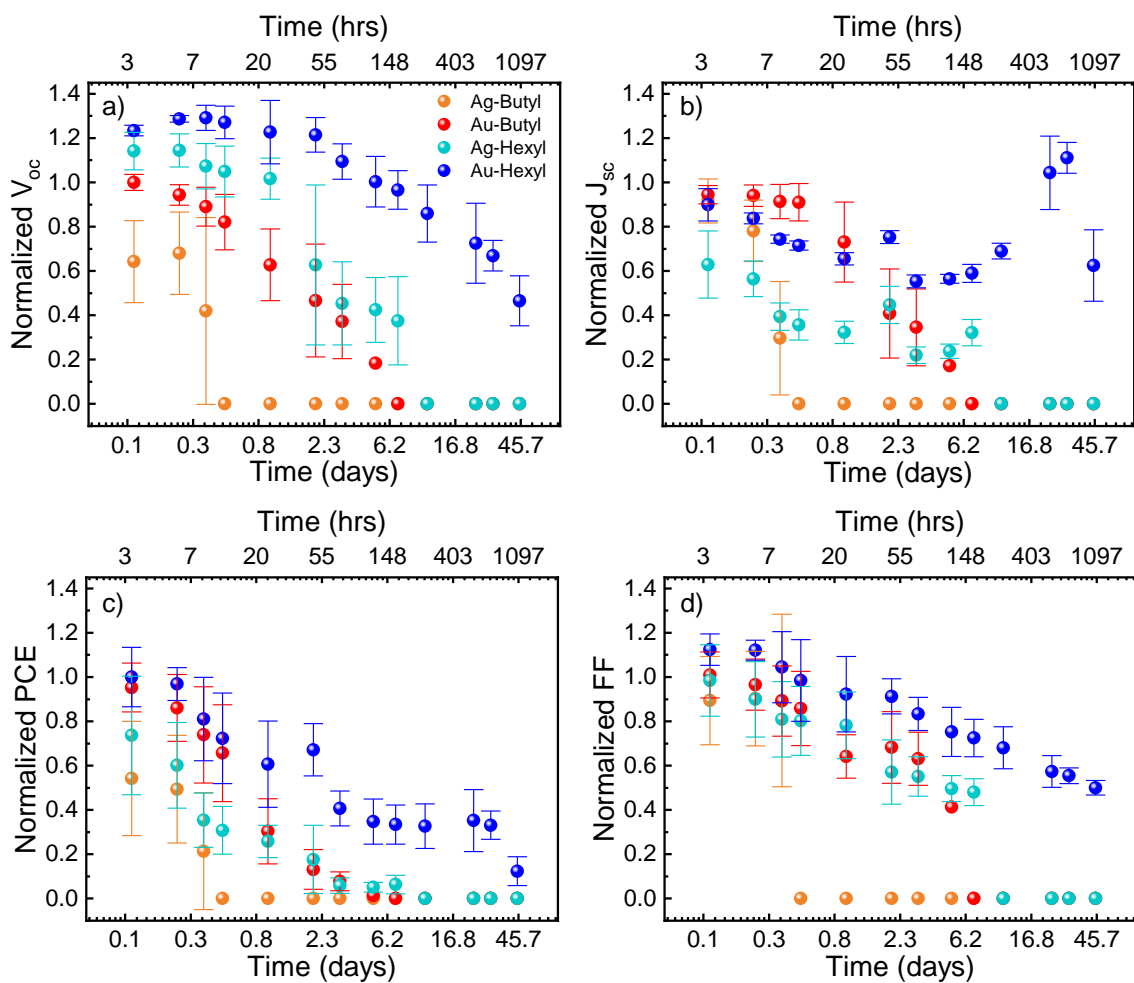 Time (hrs)
3 7 20 55 148 403 1097
a)
Ag-Butyl
Au-Butyl
Ag-Hexyl
Au-Hexyl
Normalized Voc
1.4
1.2
1.0
0.8
0.6
0.4
0.2
0.0
0.1 0.3 0.8 2.3 6.2 16.8 45.7
Time (days)
Time (hrs)
3 7 20 55 148 403 1097
b)
Normalized Jsc
1.4
1.2
1.0
0.8
0.6
0.4
0.2
0.0
0.1 0.3 0.8 2.3 6.2 16.8 45.7
Time (days)
Time (hrs)
3 7 20 55 148 403 1097
c)
Normalized PCE
1.4
1.2
1.0
0.8
0.6
0.4
0.2
0.0
0.1 0.3 0.8 2.3 6.2 16.8 45.7
Time (days)
Time (hrs)
3 7 20 55 148 403 1097
d)
Normalized FF
1.4
1.2
1.0
0.8
0.6
0.4
0.2
0.0
0.1 0.3 0.8 2.3 6.2 16.8 45.7
Time (days)